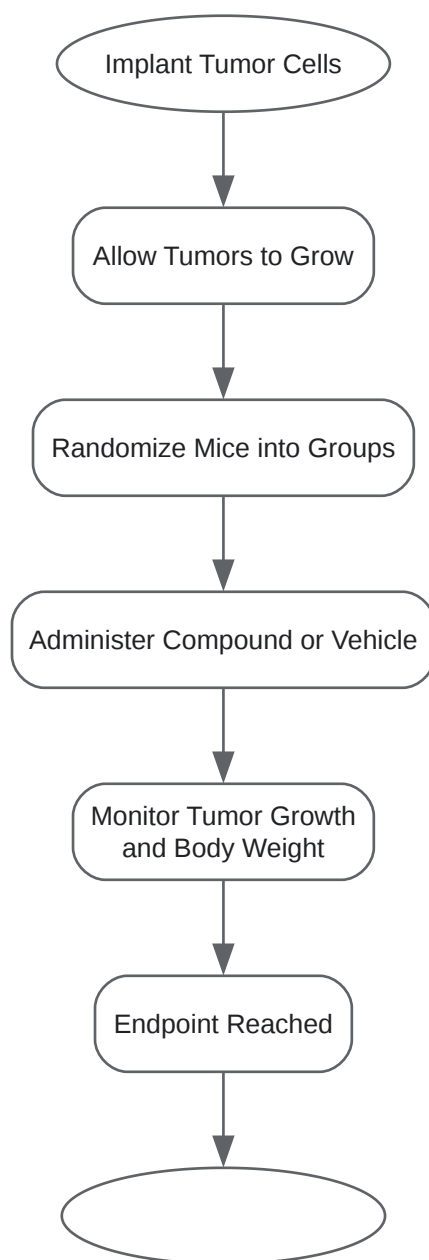 Implant Tumor Cells
Allow Tumors to Grow
Randomize Mice into Groups
Administer Compound or Vehicle
Monitor Tumor Growth
and Body Weight
Endpoint Reached